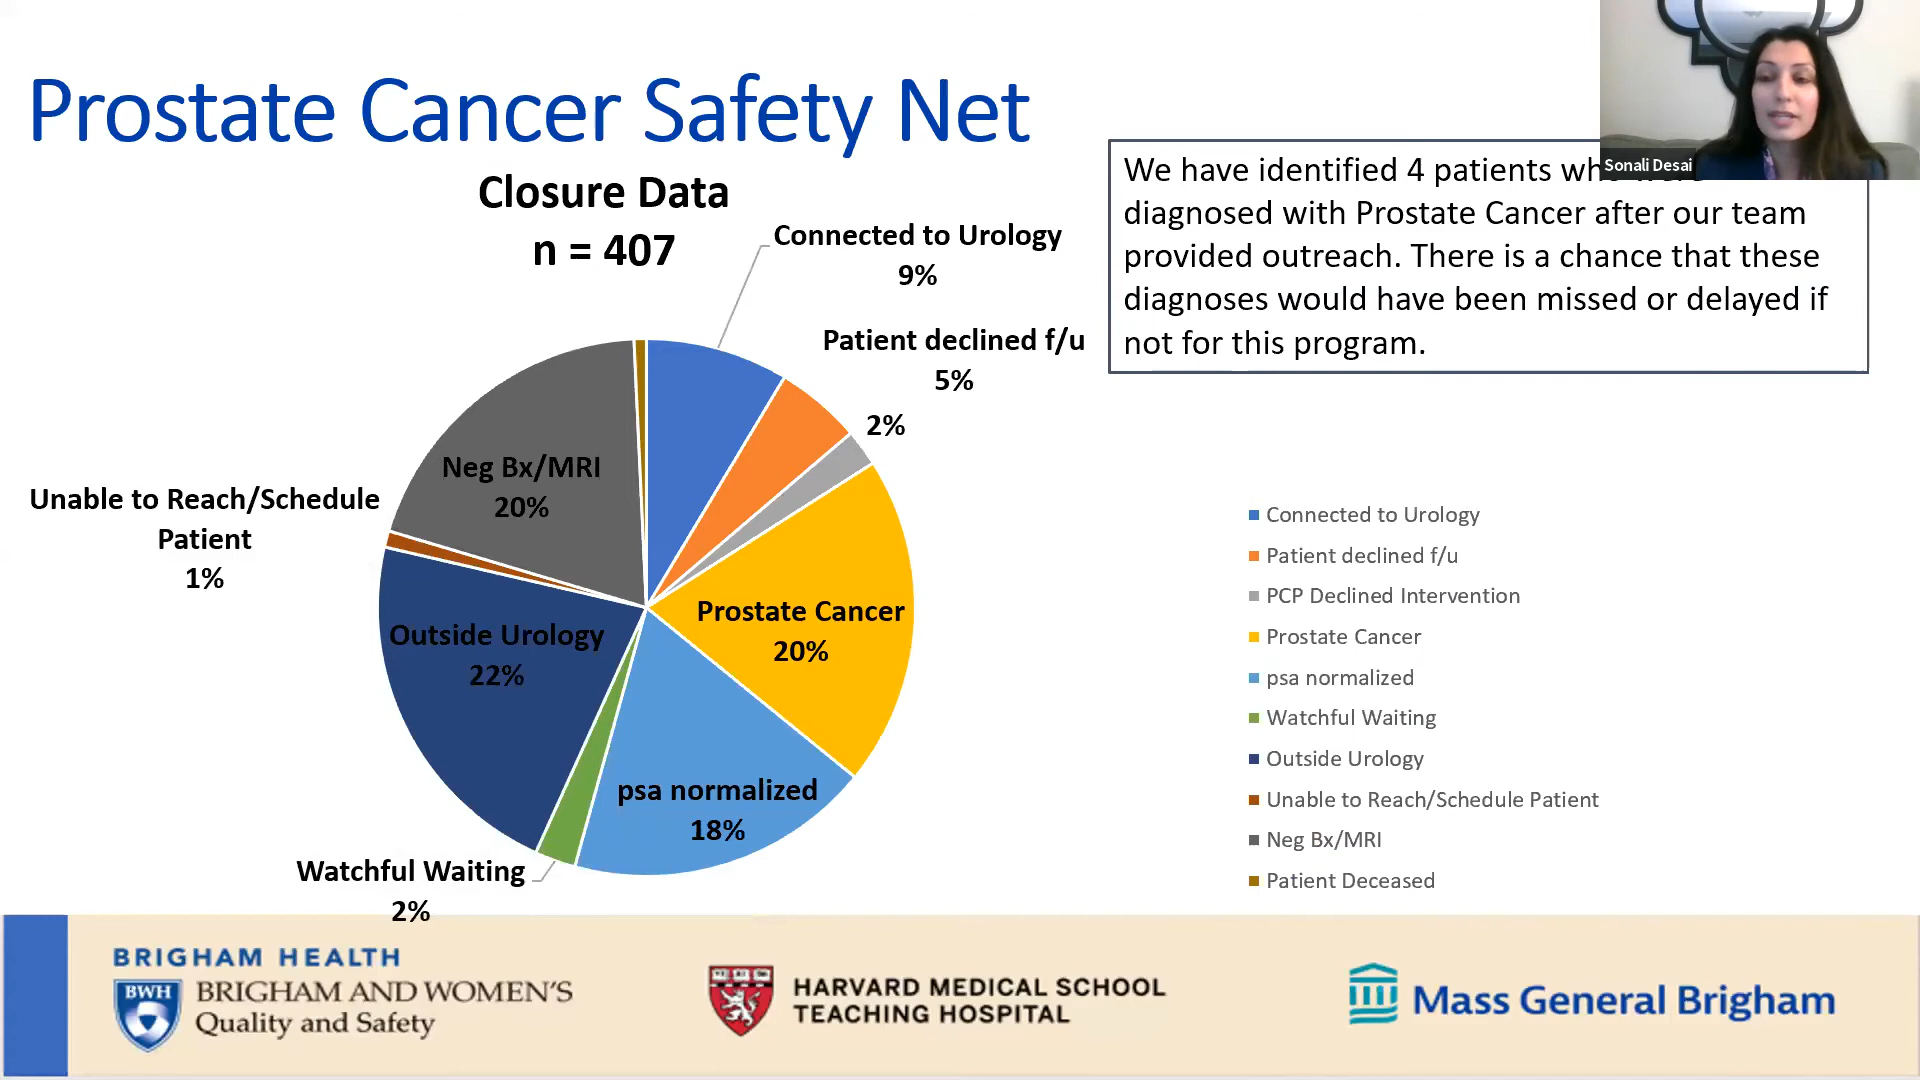 Prostate Cancer Safety Net
Sonali Desai
We have identified 4 patients who were
diagnosed with Prostate Cancer after our team
provided outreach. There is a chance that these
diagnoses would have been missed or delayed if
not for this program.
Closure Data
n = 407
Connected to Urology
9%
Patient declined f/u
5%
2%
Prostate Cancer
20%
psa normalized
18%
Watchful Waiting
2%
Outside Urology
22%
Unable to Reach/Schedule
Patient
1%
Neg Bx/MRI
20%
Connected to Urology
Patient declined f/u
PCP Declined Intervention
Prostate Cancer
psa normalized
Watchful Waiting
Outside Urology
Unable to Reach/Schedule Patient
Neg Bx/MRI
Patient Deceased
BRIGHAM HEALTH
BWH
BRIGHAM AND WOMEN'S
Quality and Safety
HARVARD MEDICAL SCHOOL
TEACHING HOSPITAL
Mass General Brigham